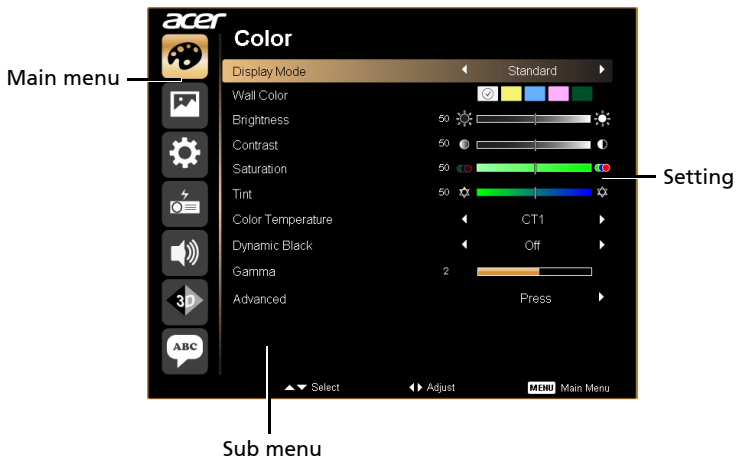 acer
Color
Main menu
Display Mode Standard
Wall Color
Brightness 50
Contrast 50
Saturation 50
Setting
Tint 50
Color Temperature CT1
Dynamic Black Off
Gamma 2
3D
Advanced Press
ABC
Select Adjust MENU Main Menu
Sub menu